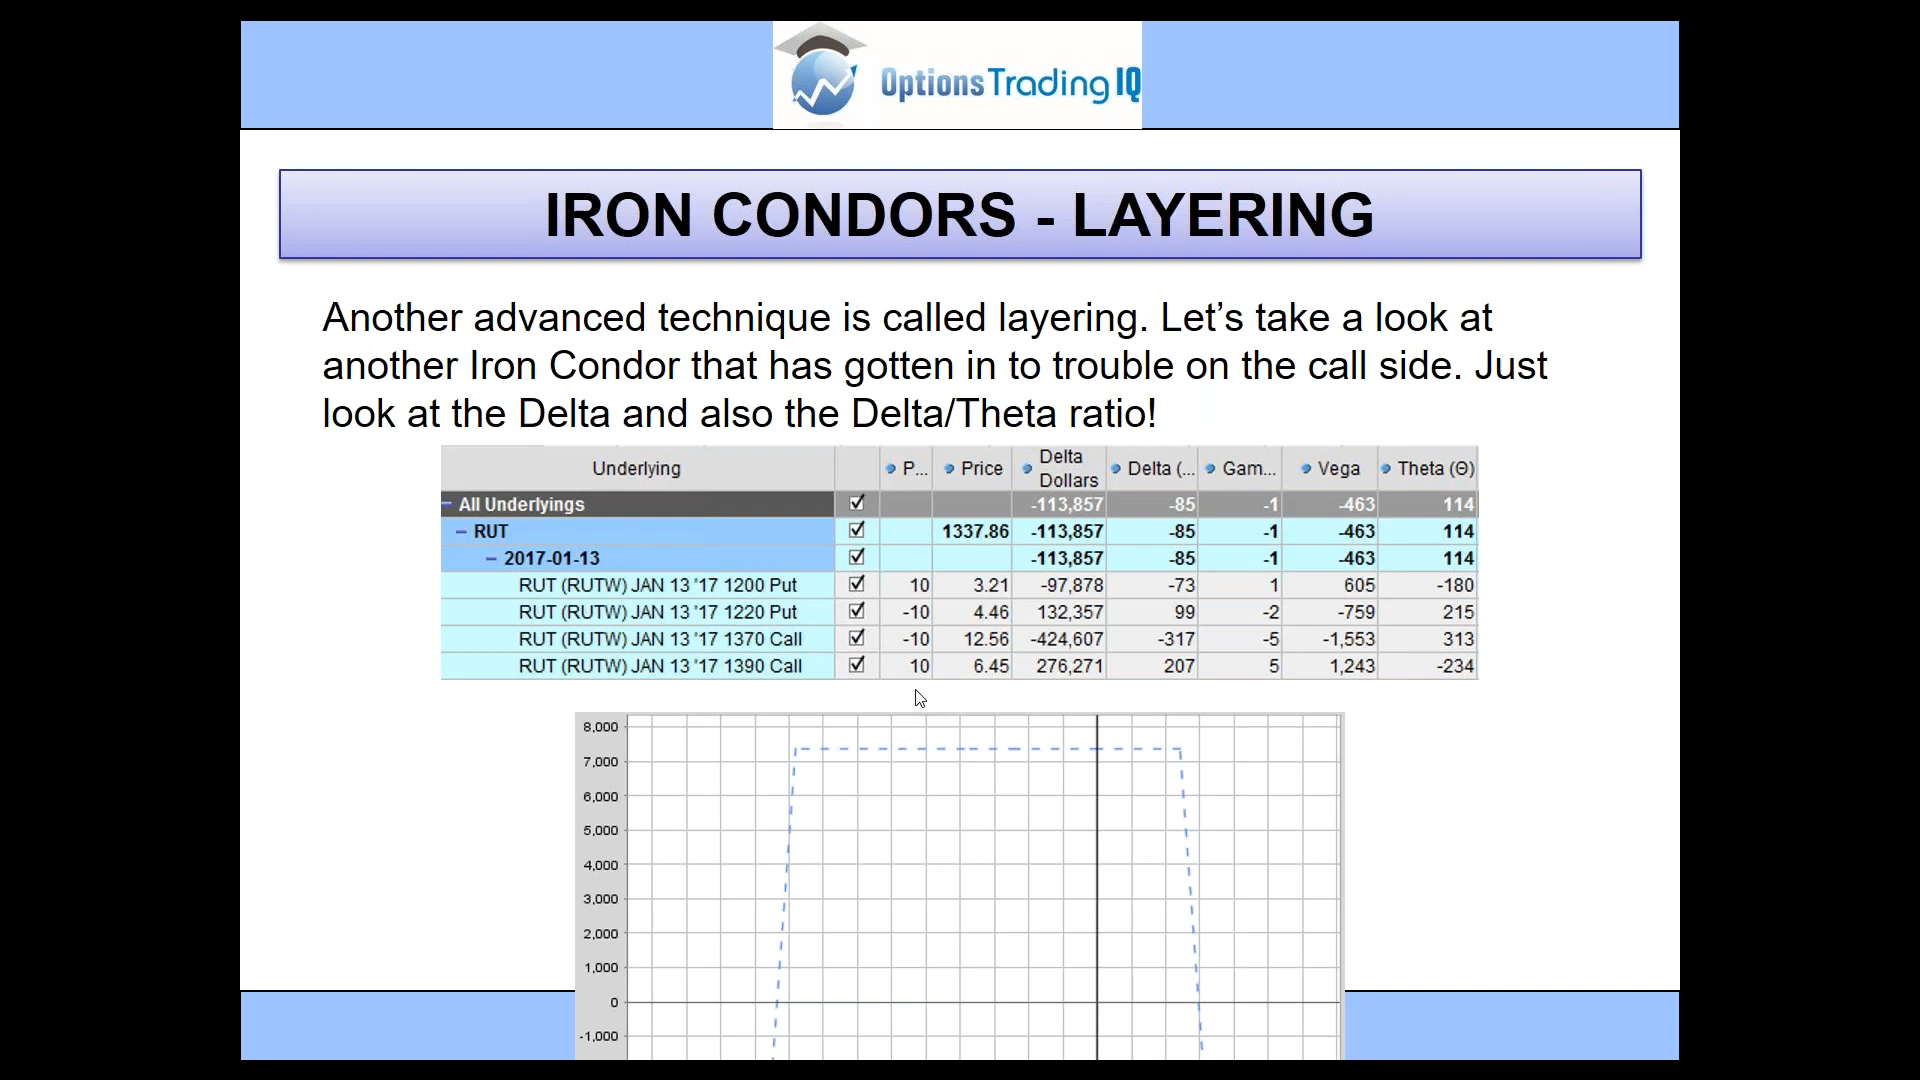 Options Trading IQ
IRON CONDORS - LAYERING
Another advanced technique is called layering. Let’s take a look at
another Iron Condor that has gotten in to trouble on the call side. Just
look at the Delta and also the Delta/Theta ratio!
Underlying P... Price Delta Dollars Delta (... Gam... Vega Theta (Θ)
All Underlyings -113,857 -85 -1 -463 114
RUT 1337.86 -113,857 -85 -1 -463 114
2017-01-13 -113,857 -85 -1 -463 114
RUT (RUTW) JAN 13 '17 1200 Put 10 3.21 -97,878 -73 1 605 -180
RUT (RUTW) JAN 13 '17 1220 Put -10 4.46 132,357 99 -2 -759 215
RUT (RUTW) JAN 13 '17 1370 Call -10 12.56 -424,607 -317 -5 -1,553 313
RUT (RUTW) JAN 13 '17 1390 Call 10 6.45 276,271 207 5 1,243 -234
8,000
7,000
6,000
5,000
4,000
3,000
2,000
1,000
0
-1,000